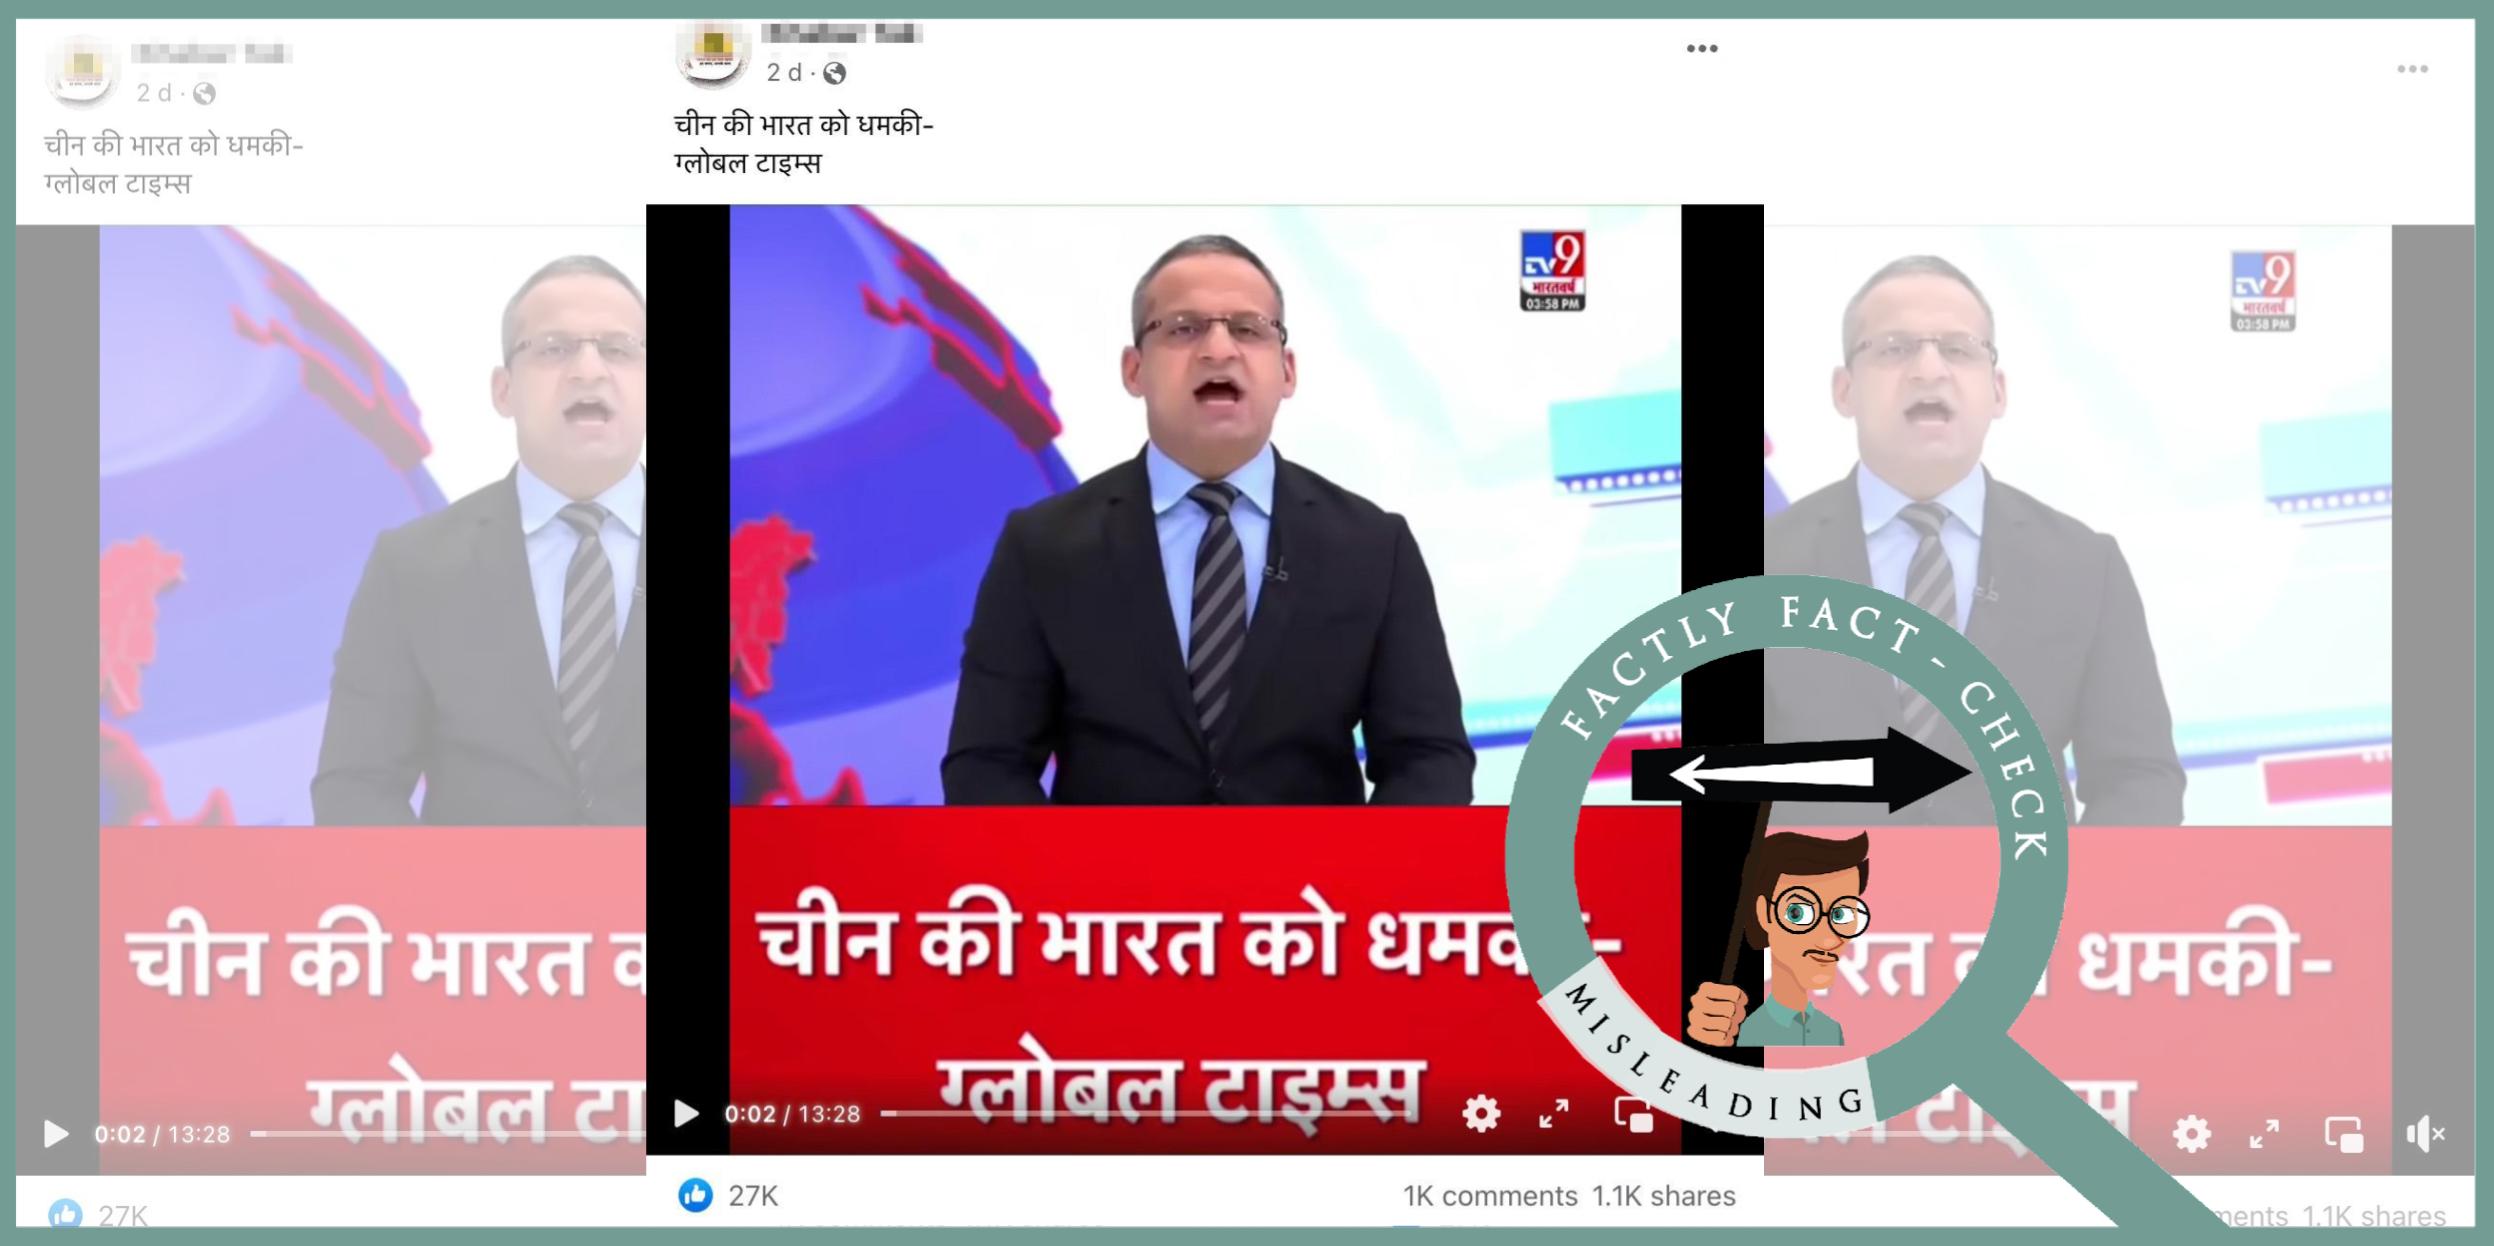 2 d ·
चीन की भारत को धमकी-
ग्लोबल टाइम्स
2 d ·
चीन की भारत को धमकी-
ग्लोबल टाइम्स
TV9
भारतवर्ष
03:58 PM
TV9
भारतवर्ष
03:58 PM
FACTLY FACT-CHECK
MISLEADING
चीन की भारत
ग्लोबल
0:02 / 13:28
27K
चीन की भारत को
ग्लोबल टाइम्स
0:02 / 13:28
27K
1K comments 1.1K shares
धमकी-
1.1K shares